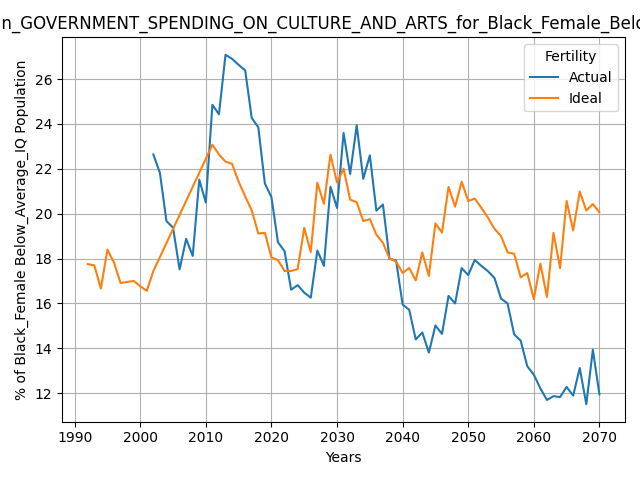 n_GOVERNMENT_SPENDING_ON_CULTURE_AND_ARTS_for_Black_Female_Belo
Fertility
Actual
Ideal
% of Black_Female Below_Average_IQ Population
26
24
22
20
18
16
14
12
1990 2000 2010 2020 2030 2040 2050 2060 2070
Years